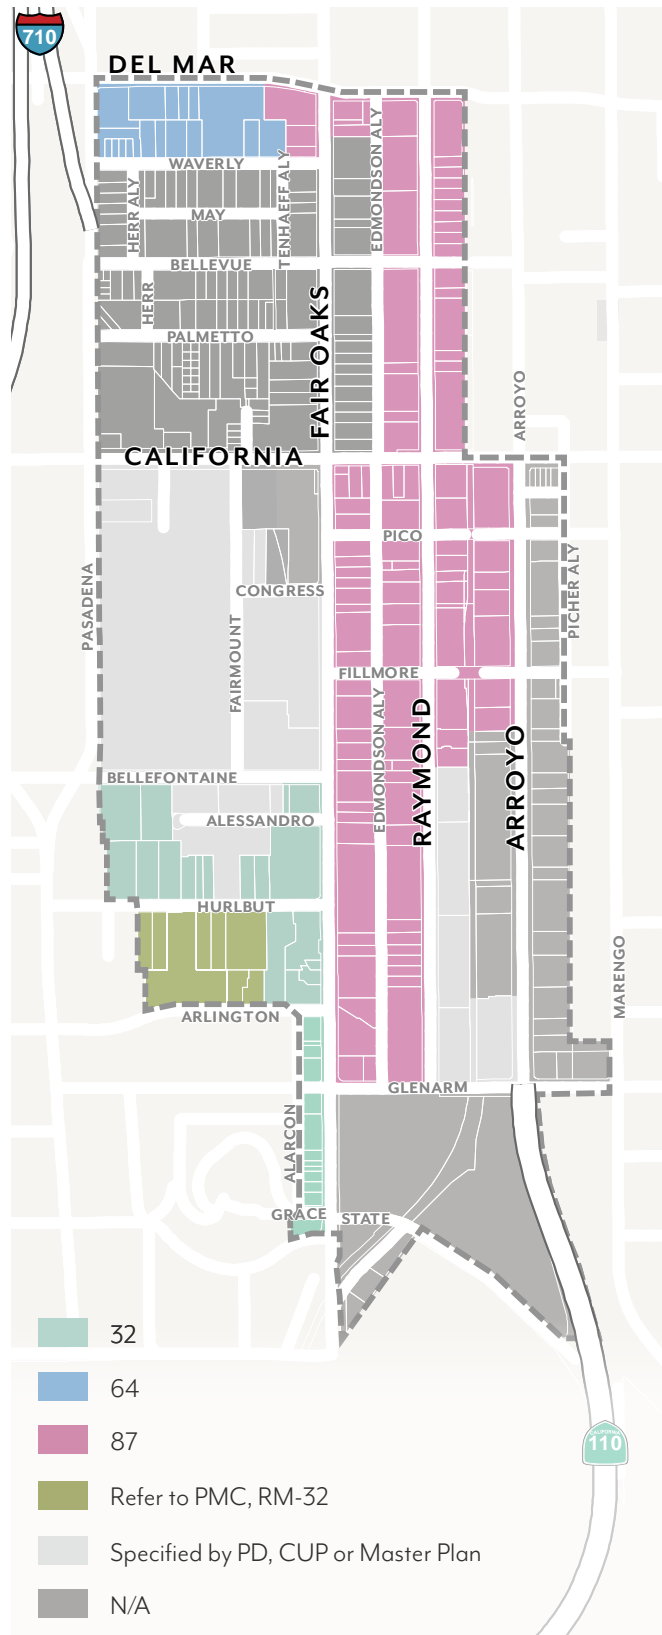 710
DEL MAR
WAVERLY
HERR ALY
MAY
TENHAEFF ALY
EDMONDSON ALY
BELLEVUE
HERR
PALMETTO
FAIR OAKS
ARROYO
CALIFORNIA
PICO
PICHER ALY
PASADENA
CONGRESS
FAIRMOUNT
FILLMORE
EDMONDSON ALY
RAYMOND
ARROYO
BELLEFONTAINE
ALESSANDRO
HURLBUT
MARENGO
ARLINGTON
GLENARM
ALARCON
GRACE
STATE
32
64
87
CALIFORNIA
110
Refer to PMC, RM-32
Specified by PD, CUP or Master Plan
N/A